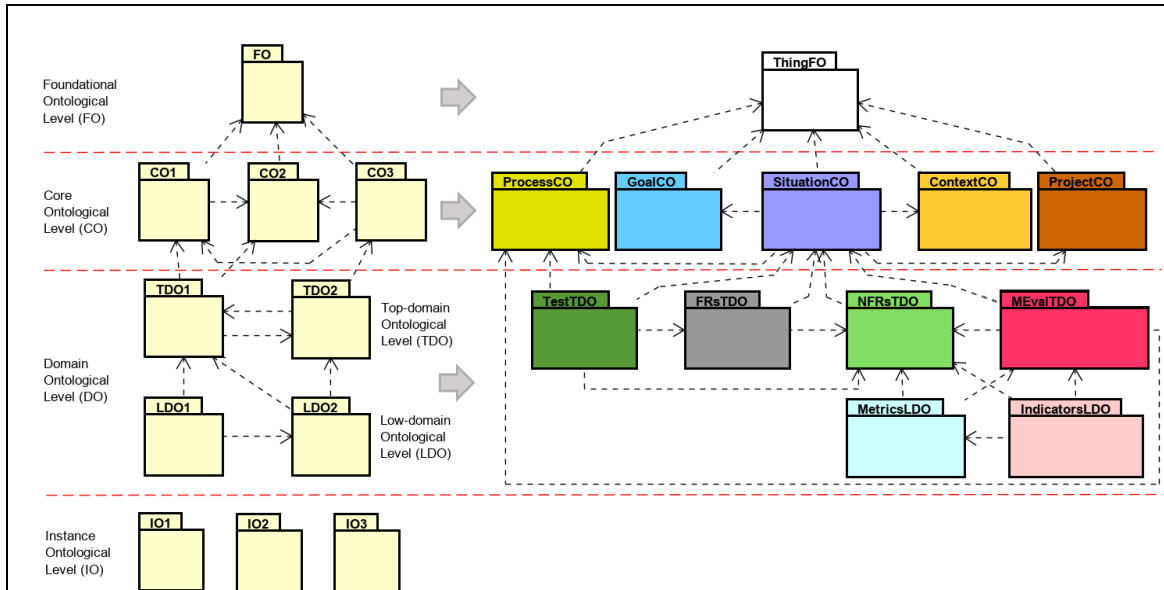 FO
ThingFO
Foundational
Ontological
Level (FO)
CO1
CO2
CO3
ProcessCO
GoalCO
SituationCO
ContextCO
ProjectCO
Core
Ontological
Level (CO)
TDO1
TDO2
Top-domain
Ontological
Level (TDO)
TestTDO
FRsTDO
NFRsTDO
MEvalTDO
Domain
Ontological
Level (DO)
LDO1
LDO2
Low-domain
Ontological
Level (LDO)
MetricsLDO
IndicatorsLDO
IO1
IO2
IO3
Instance
Ontological
Level (IO)